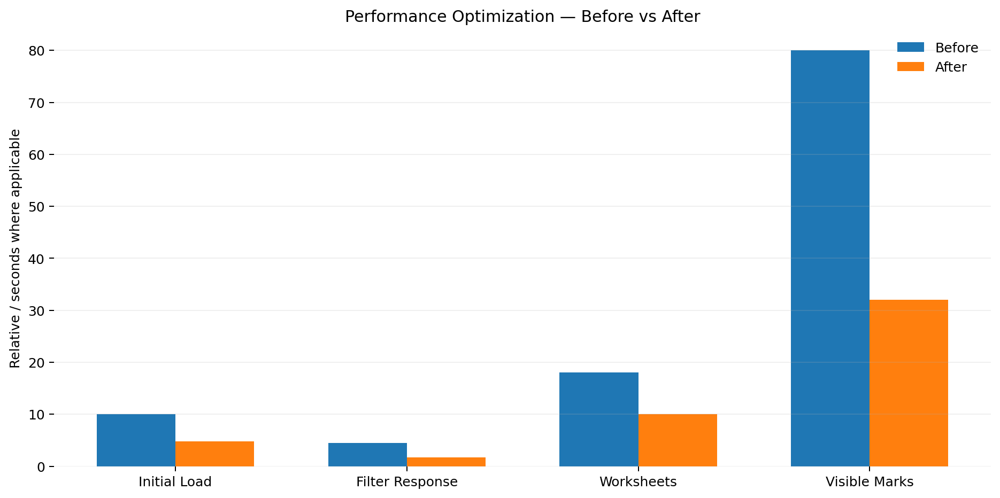 Performance Optimization — Before vs After
Before
After
Relative / seconds where applicable
80
70
60
50
40
30
20
10
0
Initial Load
Filter Response
Worksheets
Visible Marks